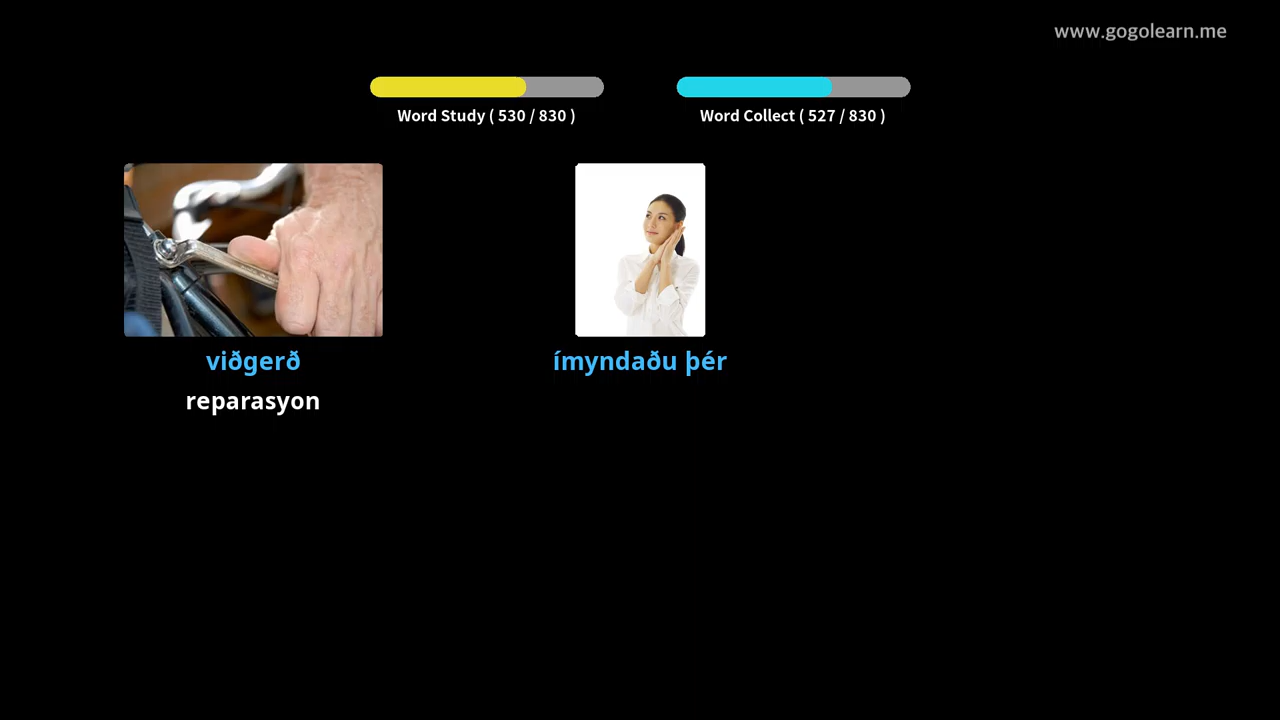 www.gogolearn.me
Word Study ( 530 / 830 )
Word Collect ( 527 / 830 )
viðgerð
reparasyon
ímyndaðu þér